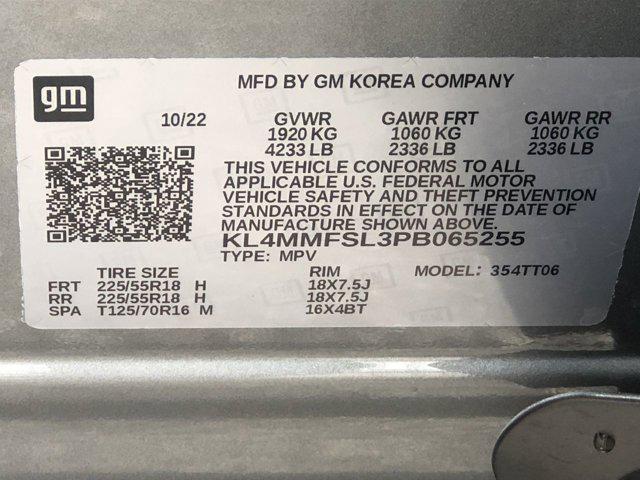 gm
MFD BY GM KOREA COMPANY
10/22 GVWR GAWR FRT GAWR RR
1920 KG 1060 KG 1060 KG
4233 LB 2336 LB 2336 LB
THIS VEHICLE CONFORMS TO ALL
APPLICABLE U.S. FEDERAL MOTOR
VEHICLE SAFETY AND THEFT PREVENTION
STANDARDS IN EFFECT ON THE DATE OF
MANUFACTURE SHOWN ABOVE.
KL4MMFSL3PB065255
TYPE: MPV
TIRE SIZE RIM MODEL: 354TT06
FRT 225/55R18 H 18X7.5J
RR 225/55R18 H 18X7.5J
SPA T125/70R16 M 16X4BT